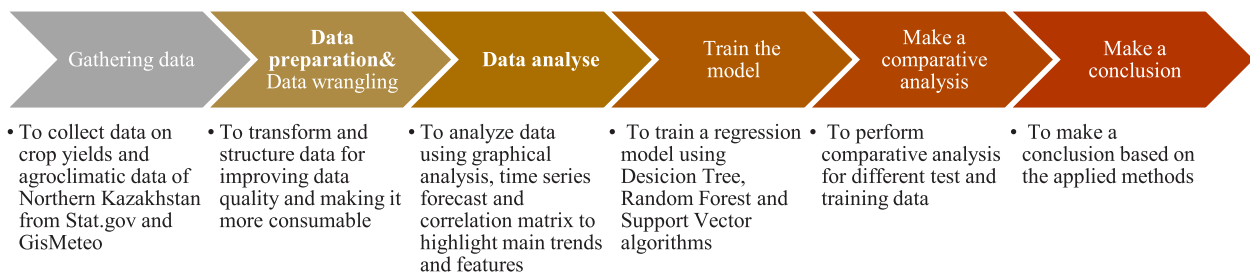 Gathering data
Data
preparation&
Data wrangling
Data analyse
Train the
model
Make a
comparative
analysis
Make a
conclusion
• To collect data on
crop yields and
agroclimatic data of
Northern Kazakhstan
from Stat.gov and
GisMeteo
• To transform and
structure data for
improving data
quality and making it
more consumable
• To analyze data
using graphical
analysis, time series
forecast and
correlation matrix to
highlight main trends
and features
• To train a regression
model using
Desicion Tree,
Random Forest and
Support Vector
algorithms
• To perform
comparative analysis
for different test and
training data
• To make a
conclusion based on
the applied methods